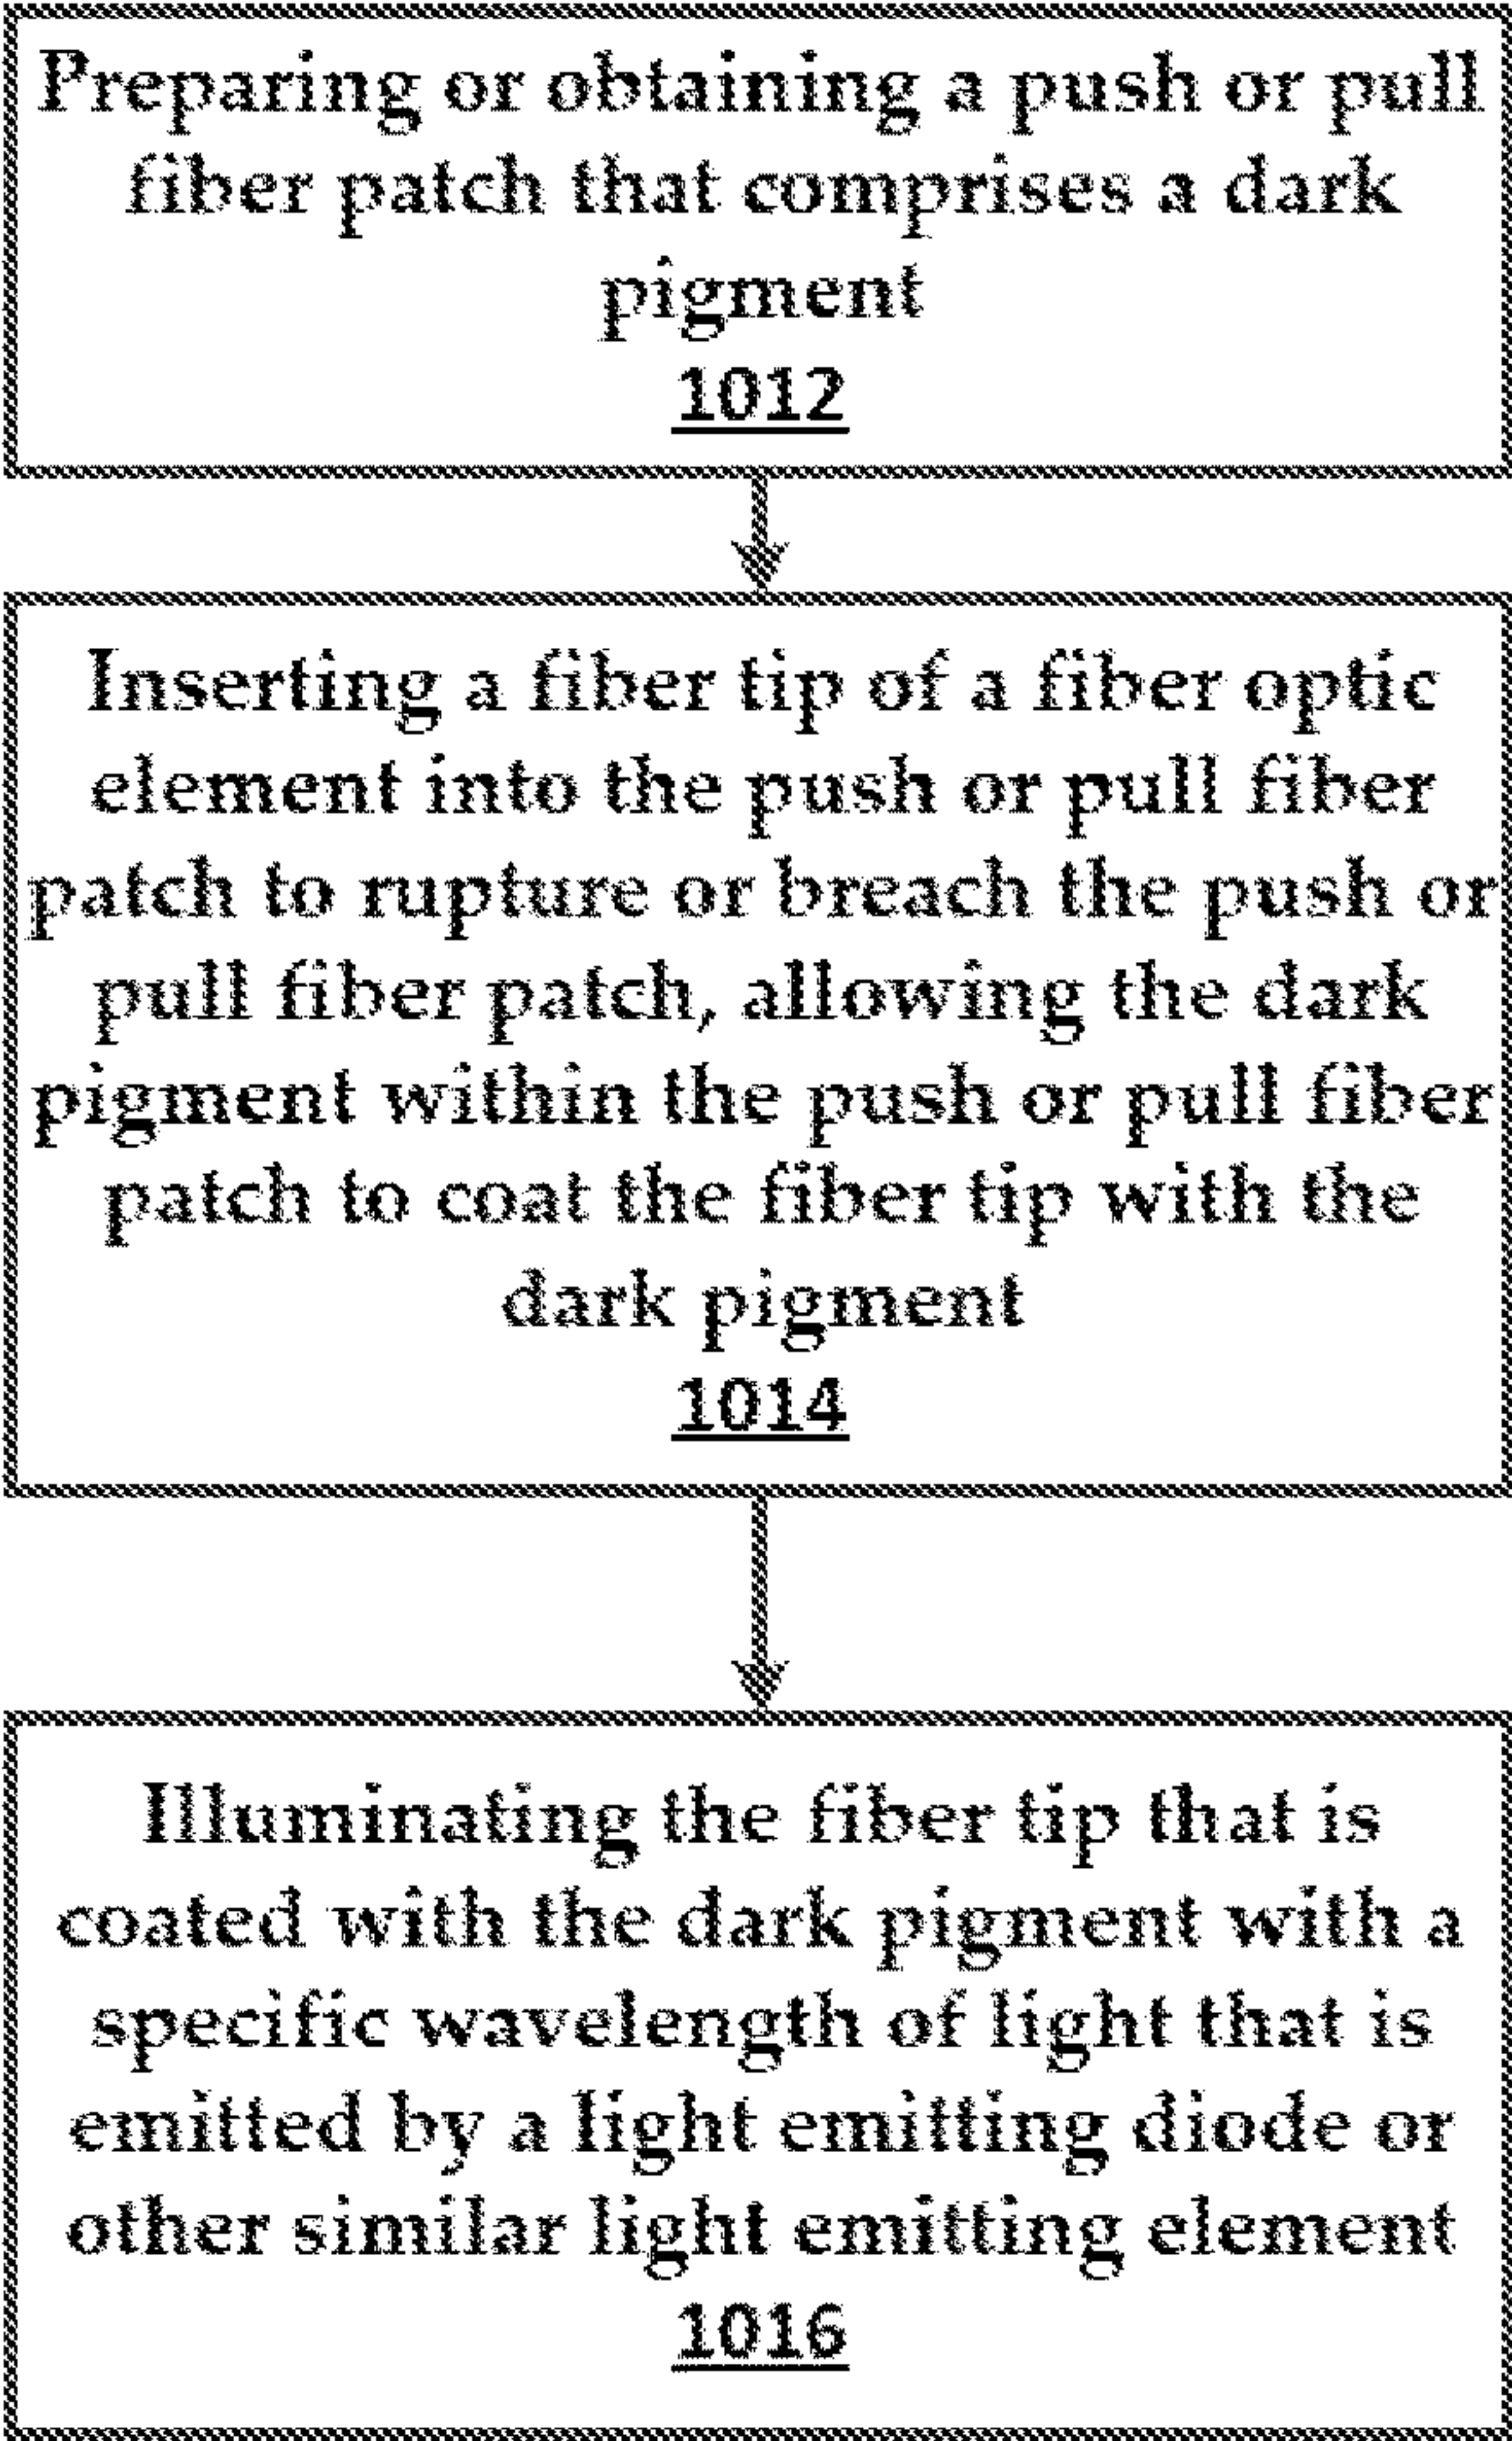 Preparing or obtaining a push or pull
fiber patch that comprises a dark
pigment
1012
Inserting a fiber tip of a fiber optic
element into the push or pull fiber
patch to rupture or breach the push or
pull fiber patch, allowing the dark
pigment within the push or pull fiber
patch to coat the fiber tip with the
dark pigment
1014
Illuminating the fiber tip that is
coated with the dark pigment with a
specific wavelength of light that is
emitted by a light emitting diode or
other similar light emitting element
1016